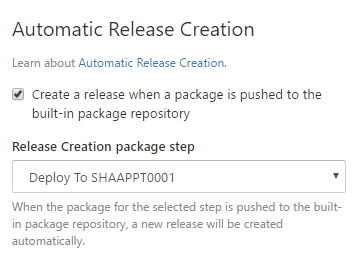 Automatic Release Creation
Learn about Automatic Release Creation.
Create a release when a package is pushed to the
built-in package repository
Release Creation package step
Deploy To SHAAPPT0001
When the package for the selected step is pushed to the built-
in package repository, a new release will be created
automatically.